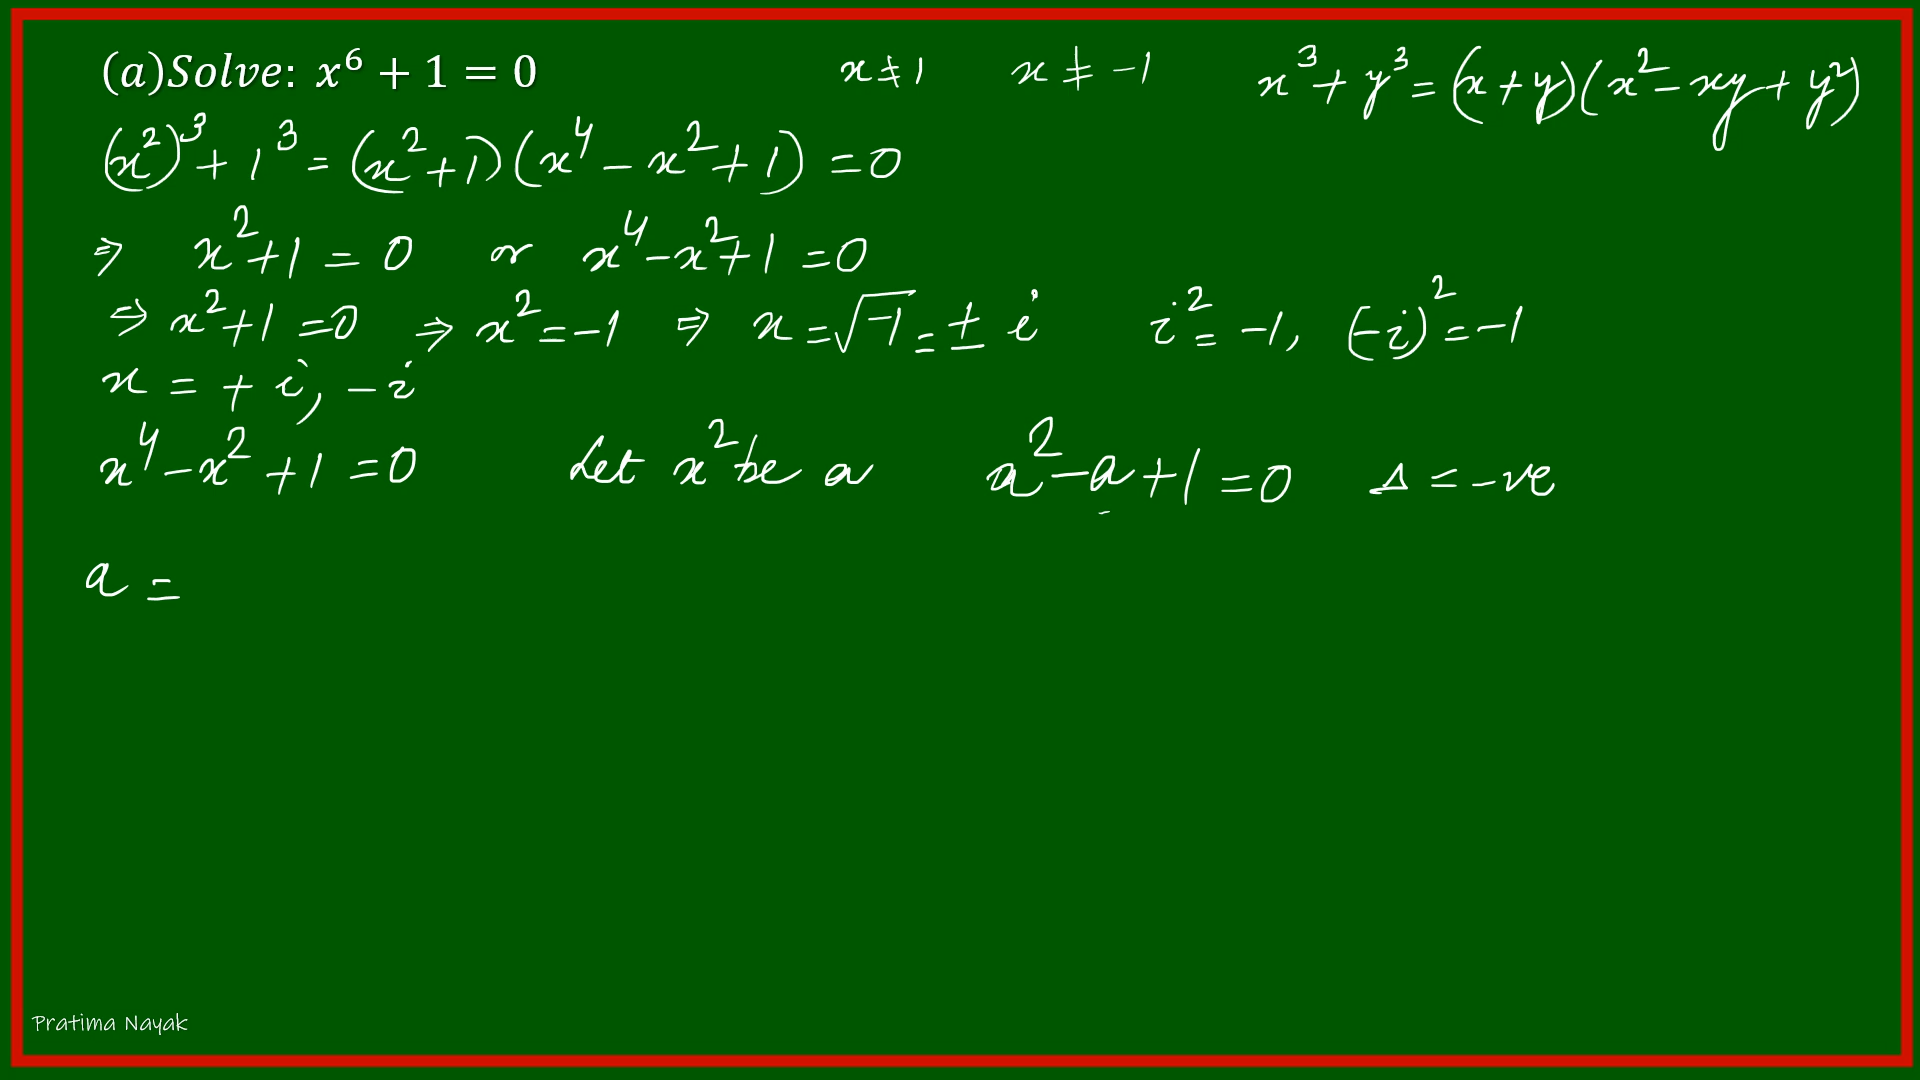 (a)Solve: x⁶ + 1 = 0 x ≠ 1 x ≠ -1 x³ + y³ = (x + y)(x² - xy + y²)
(x²)³ + 1³ = (x² + 1)(x⁴ - x² + 1) = 0
⇒ x² + 1 = 0 or x⁴ - x² + 1 = 0
⇒ x² + 1 = 0 ⇒ x² = -1 ⇒ x = √-1 = ± i i² = -1, (-i)² = -1
x = + i, - i
x⁴ - x² + 1 = 0 Let x² be a a² - a + 1 = 0 Δ = -ve
a =
Pratima Nayak